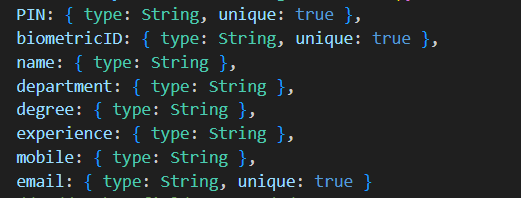 PIN: { type: String, unique: true },
biometricID: { type: String, unique: true },
name: { type: String },
department: { type: String },
degree: { type: String },
experience: { type: String },
mobile: { type: String },
email: { type: String, unique: true }